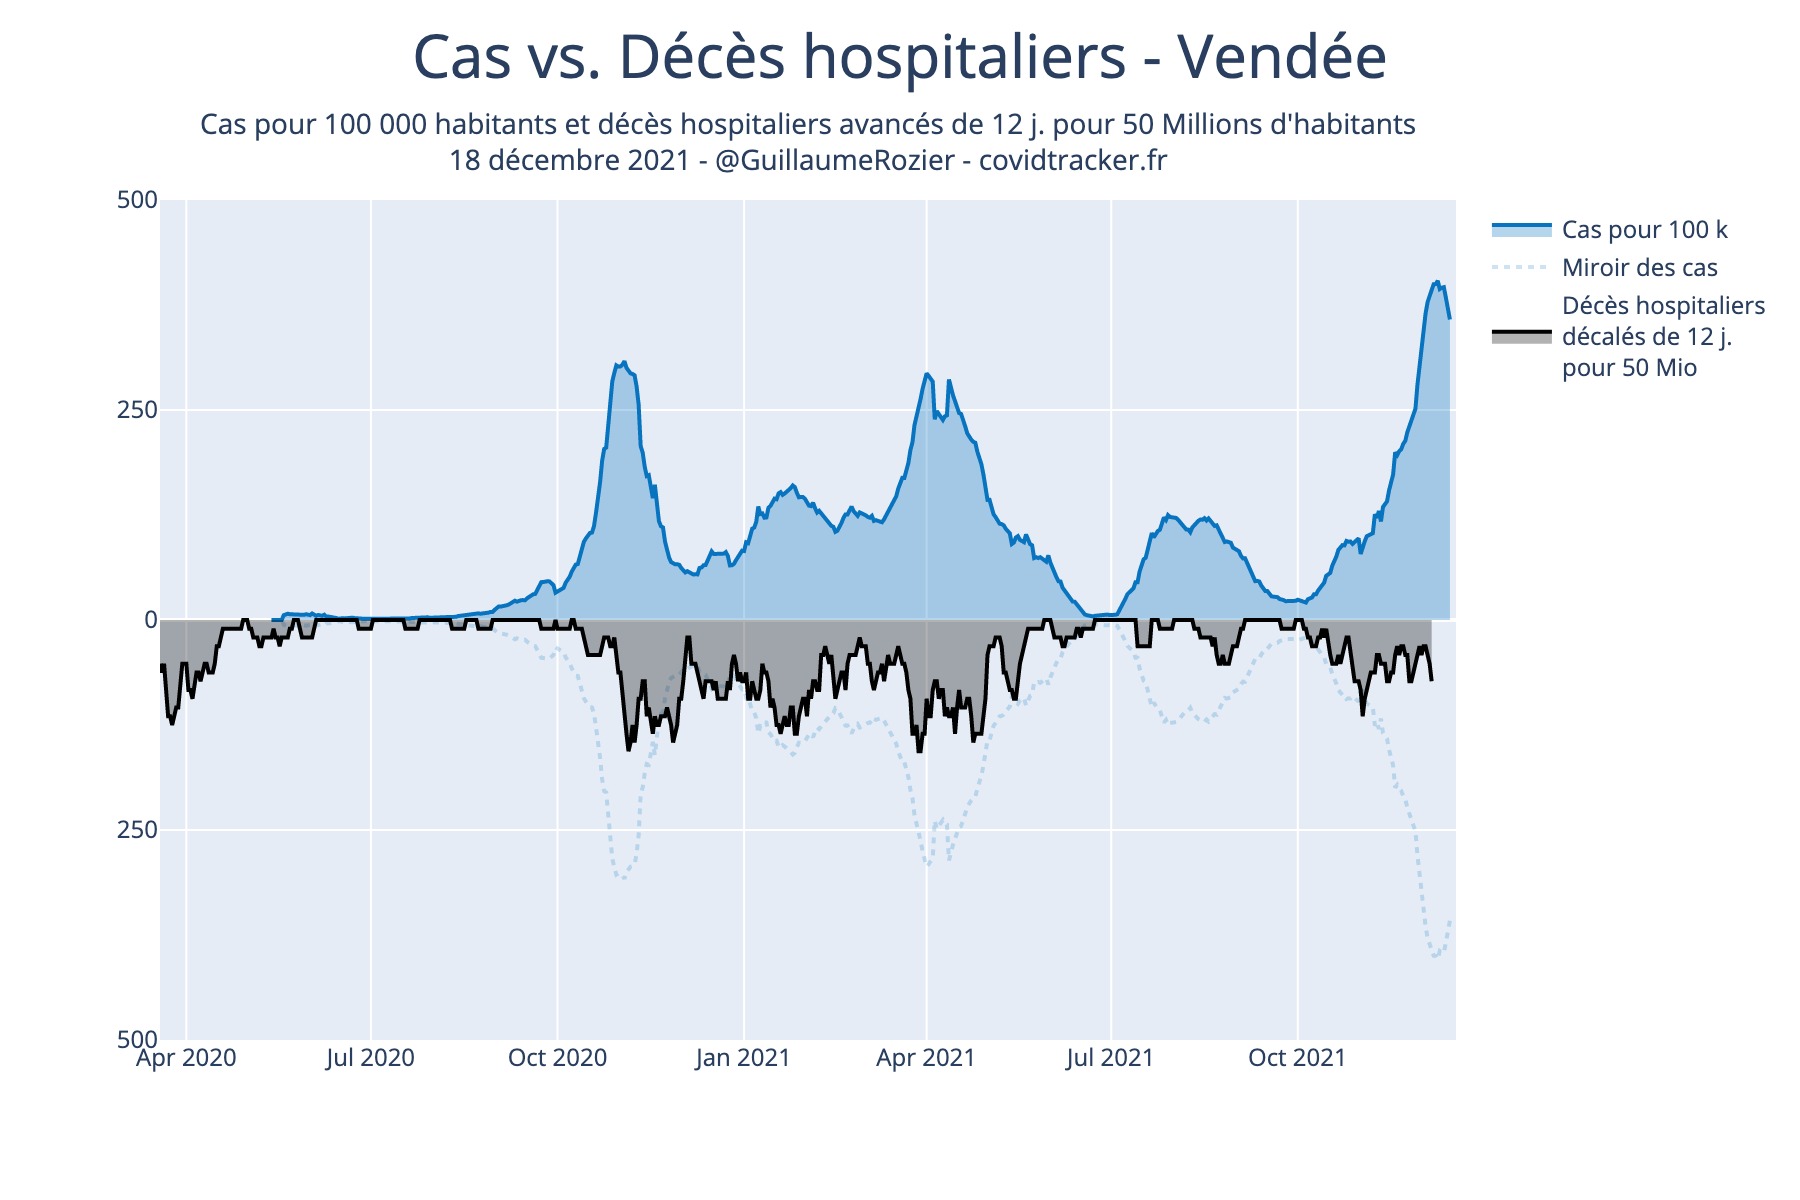 Cas vs. Décès hospitaliers - Vendée
Cas pour 100 000 habitants et décès hospitaliers avancés de 12 j. pour 50 Millions d'habitants
18 décembre 2021 - @GuillaumeRozier - covidtracker.fr
500
250
0
250
500
Apr 2020
Jul 2020
Oct 2020
Jan 2021
Apr 2021
Jul 2021
Oct 2021
Cas pour 100 k
Miroir des cas
Décès hospitaliers
décalés de 12 j.
pour 50 Mio